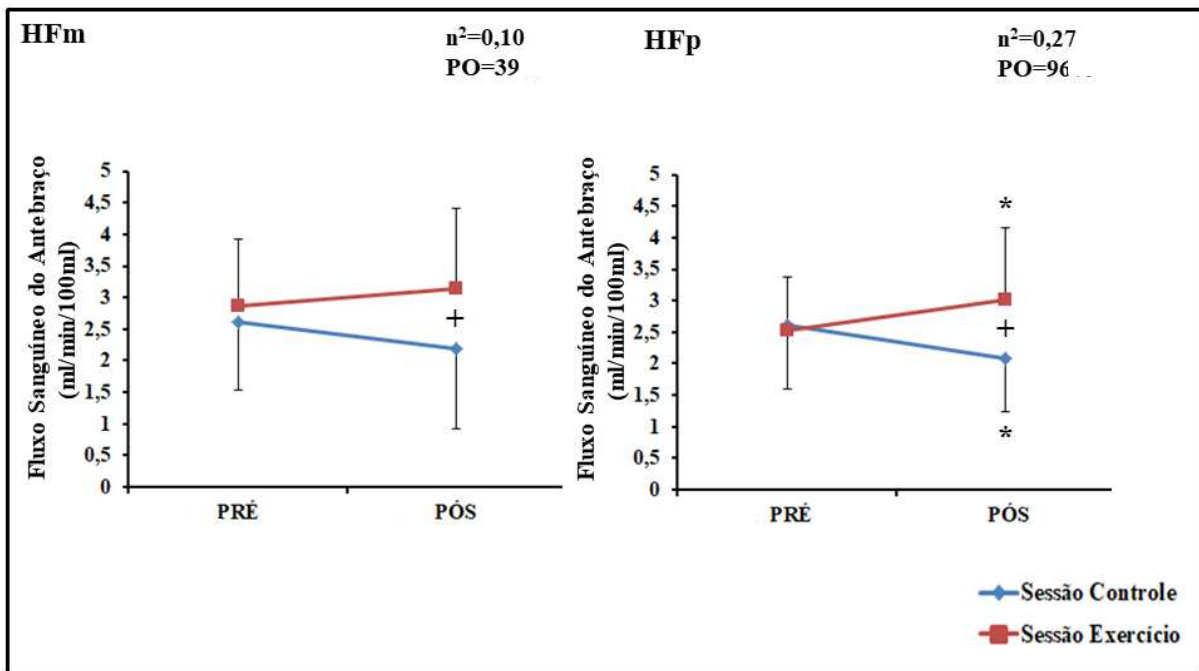 HFm
n²=0,10
PO=39
Fluxo Sanguíneo do Antebraço
(ml/min/100ml)
5
4,5
4
3,5
3
2,5
2
1,5
1
0,5
0
+
PRÉ
PÓS
HFp
n²=0,27
PO=96
Fluxo Sanguíneo do Antebraço
(ml/min/100ml)
5
4,5
4
3,5
3
2,5
2
1,5
1
0,5
0
*
+
*
PRÉ
PÓS
Sessão Controle
Sessão Exercício